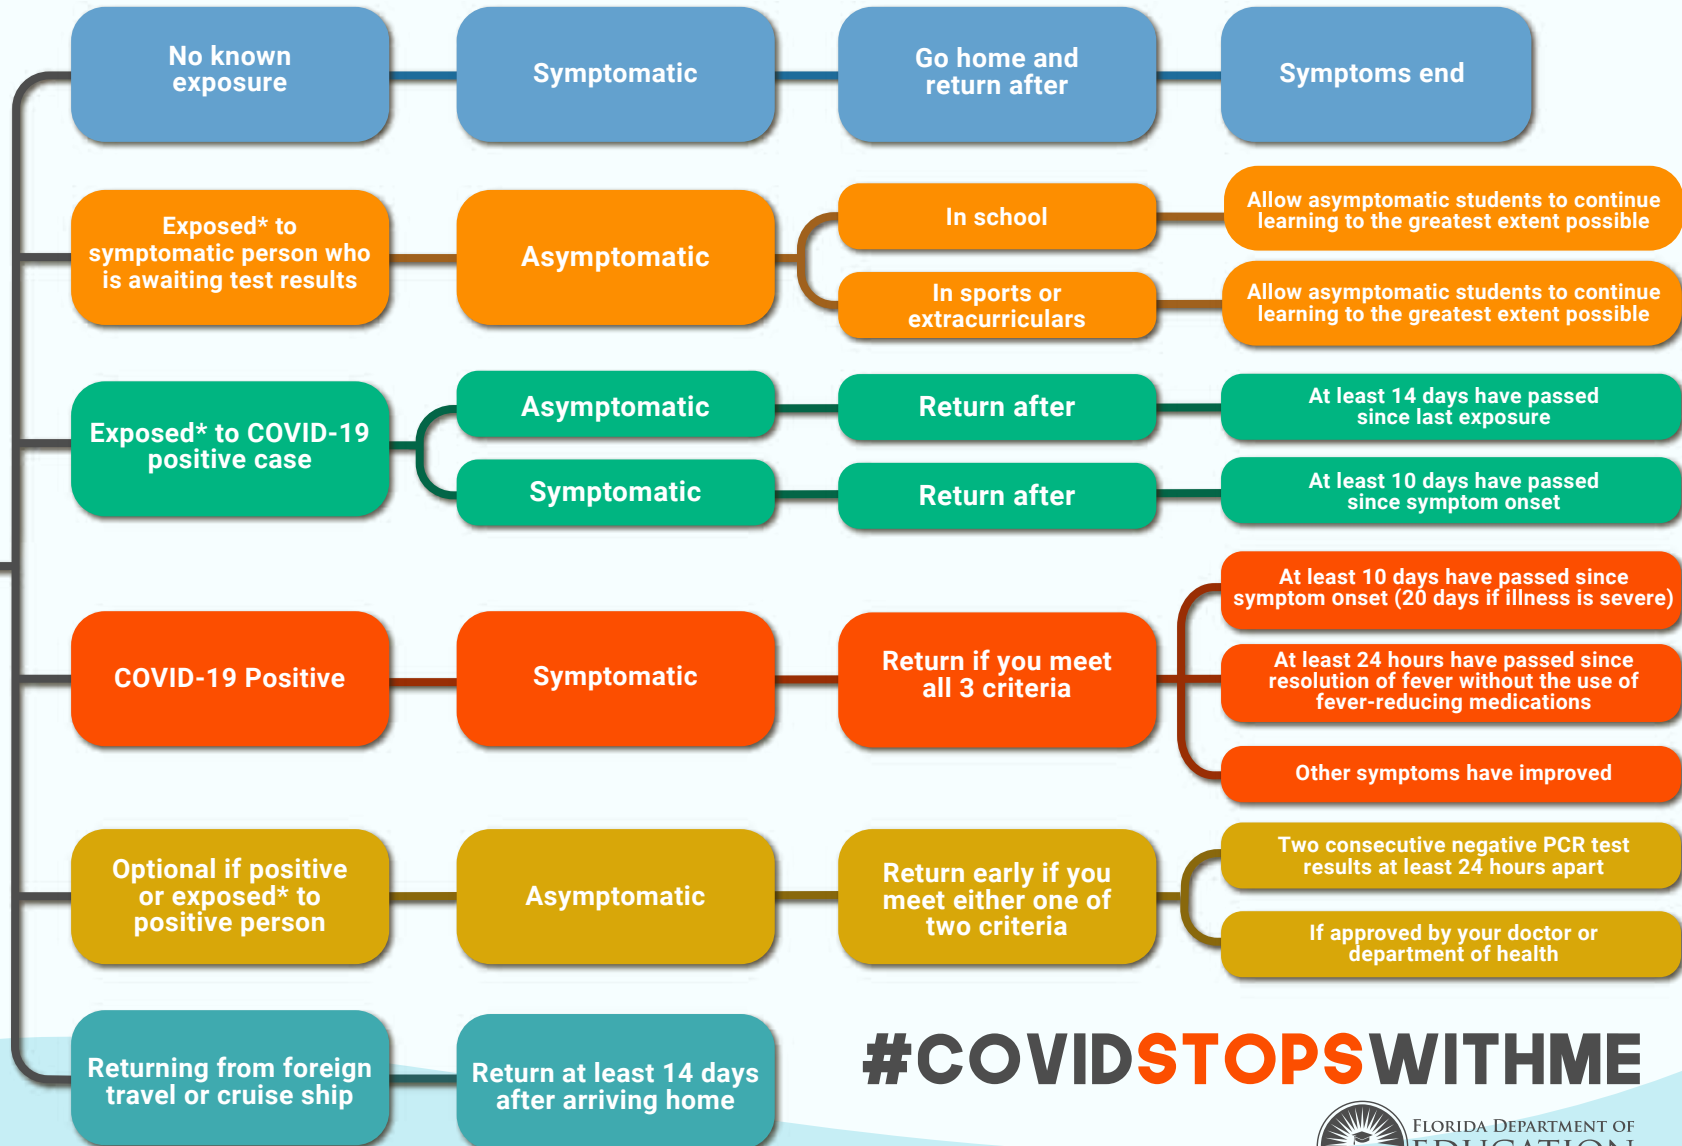 No known
exposure
Symptomatic
Go home and
return after
Symptoms end
Exposed* to
symptomatic person who
is awaiting test results
Asymptomatic
In school
Allow asymptomatic students to continue
learning to the greatest extent possible
In sports or
extracurriculars
Allow asymptomatic students to continue
learning to the greatest extent possible
Exposed* to COVID-19
positive case
Asymptomatic
Return after
At least 14 days have passed
since last exposure
Symptomatic
Return after
At least 10 days have passed
since symptom onset
COVID-19 Positive
Symptomatic
Return if you meet
all 3 criteria
At least 10 days have passed since
symptom onset (20 days if illness is severe)
At least 24 hours have passed since
resolution of fever without the use of
fever-reducing medications
Other symptoms have improved
Optional if positive
or exposed* to
positive person
Asymptomatic
Return early if you
meet either one of
two criteria
Two consecutive negative PCR test
results at least 24 hours apart
If approved by your doctor or
department of health
Returning from foreign
travel or cruise ship
Return at least 14 days
after arriving home
#COVIDSTOPSWITHME
FLORIDA DEPARTMENT OF
EDUCATION